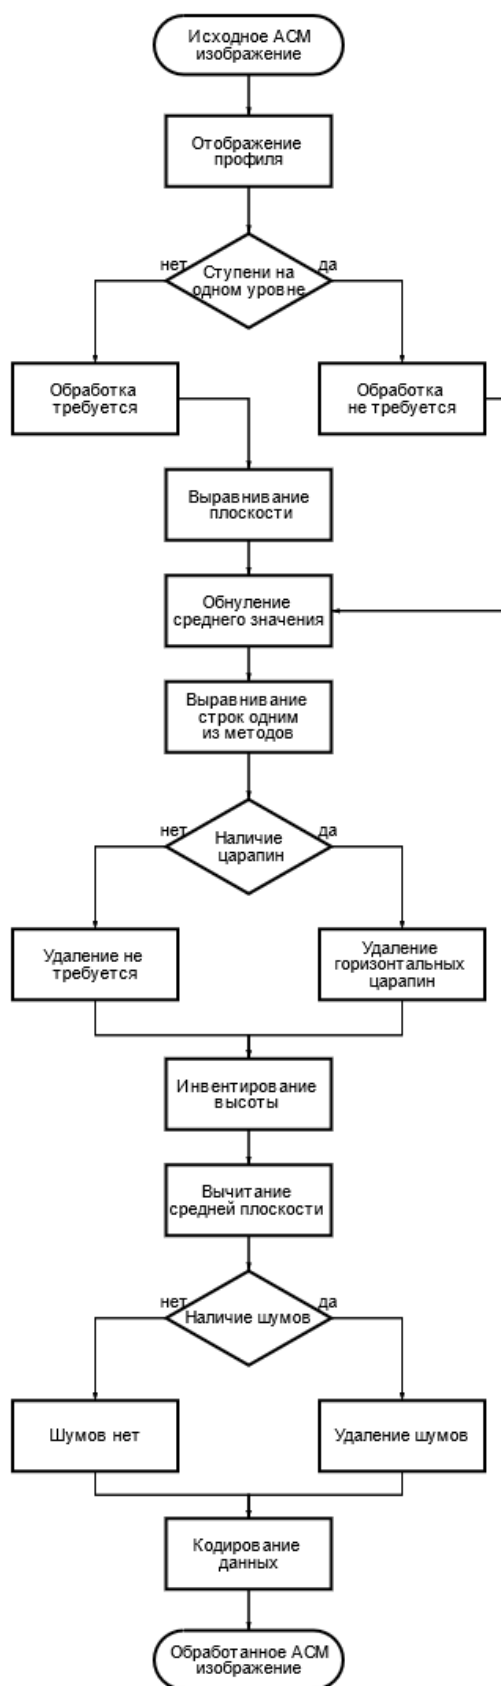 Исходное АСМ
изображение
Отображение
профиля
нет
да
Ступени на
одном уровне
Обработка
требуется
Обработка
не требуется
Выравнивание
плоскости
Обнуление
среднего значения
Выравнивание
строк одним
из методов
нет
да
Наличие
царапин
Удаление не
требуется
Удаление
горизонтальных
царапин
Инвентирование
высоты
Вычитание
средней плоскости
нет
да
Наличие шумов
Шумов нет
Удаление шумов
Кодирование
данных
Обработанное АСМ
изображение